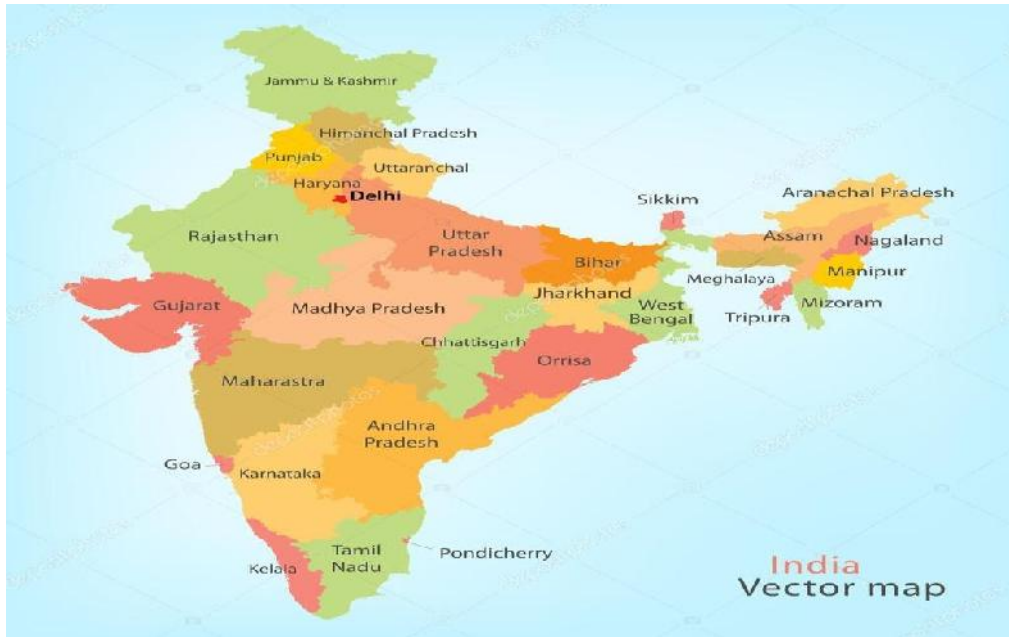 Jammu & Kashmir
Himanchal Pradesh
Punjab
Uttaranchal
Haryana
Delhi
Sikkim
Aranachal Pradesh
Rajasthan
Uttar
Pradesh
Assam
Nagaland
Bihar
Meghalaya
Manipur
Gujarat
Madhya Pradesh
Jharkhand
West
Bengal
Mizoram
Tripura
Chhattisgarh
Orrisa
Maharastra
Andhra
Pradesh
Goa
Karnataka
Tamil
Nadu
Pondicherry
Kelala
India
Vector map